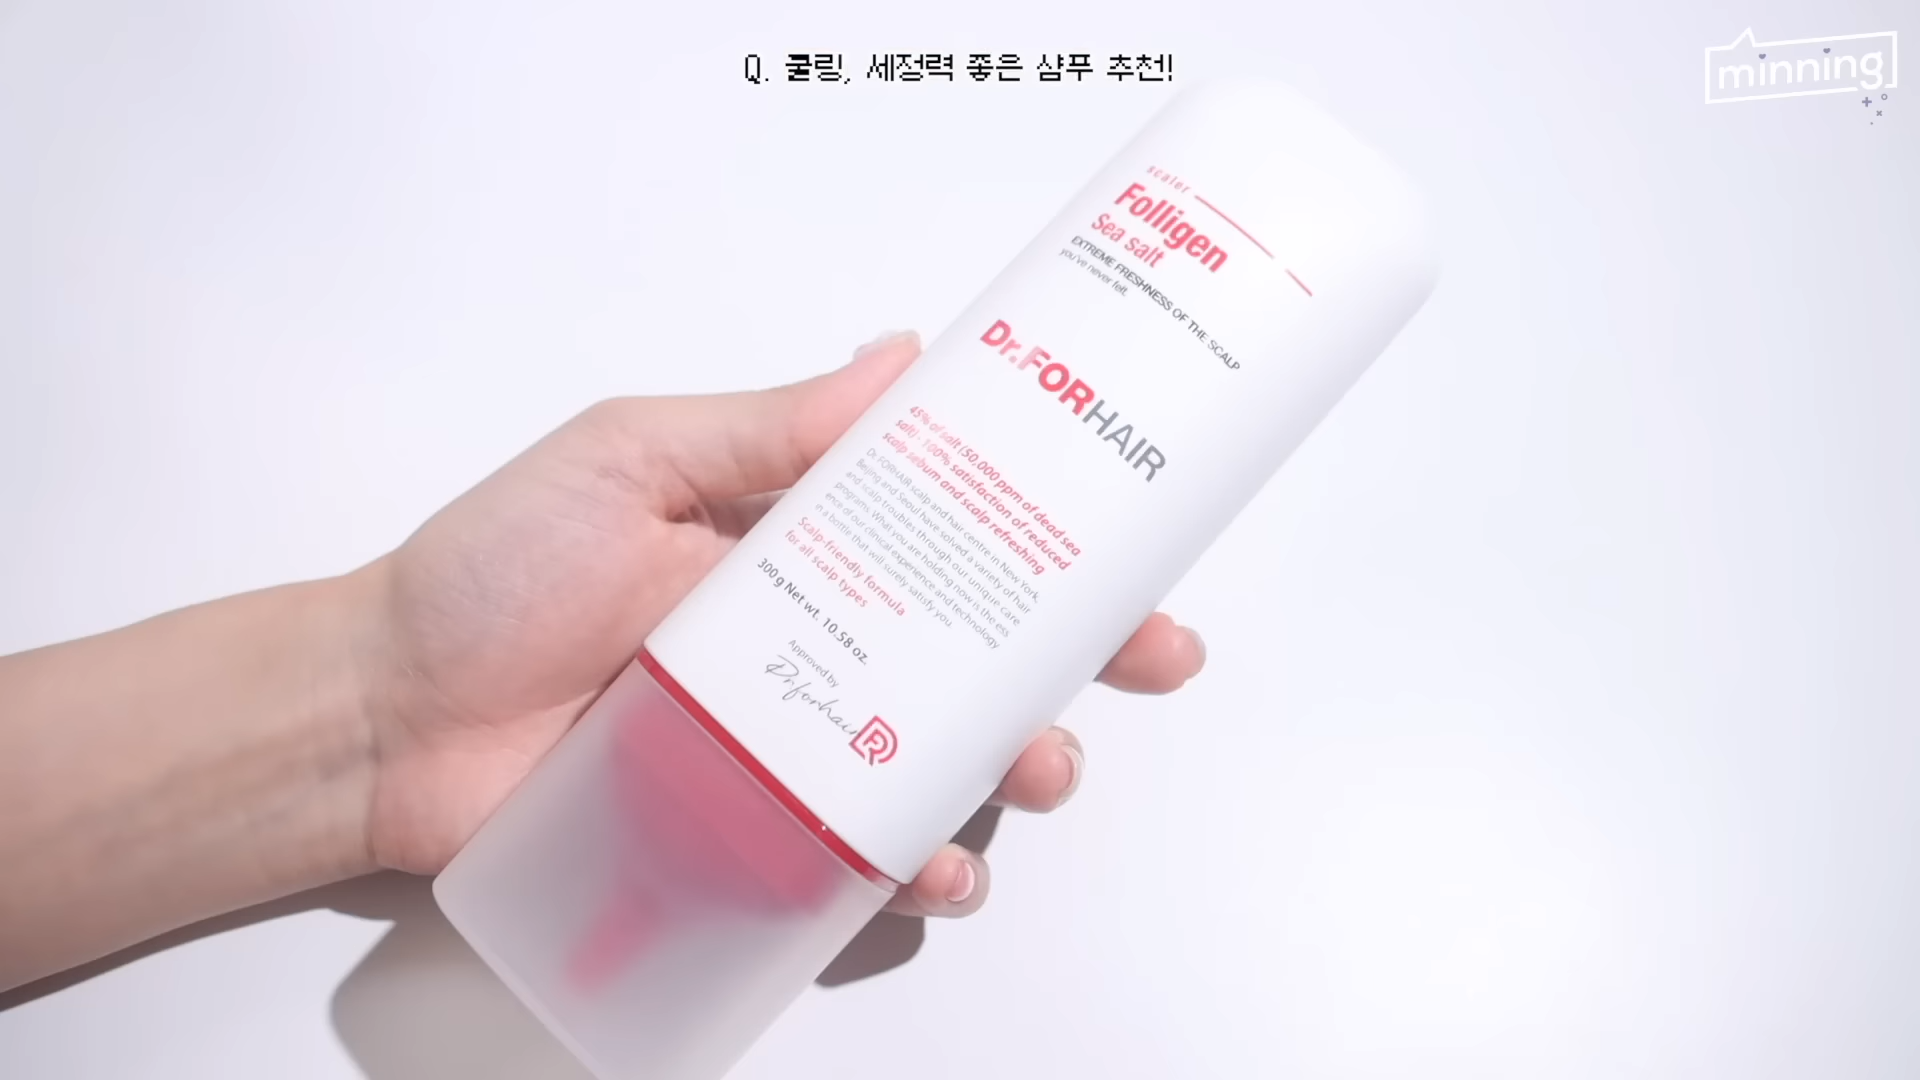 Q. 쿨링, 세정력 좋은 샴푸 추천!
minning
scaler
Folligen
Sea salt
EXTREME FRESHNESS OF THE SCALP
you've never felt.
Dr.FORHAIR
45% of salt (50,000 ppm of dead sea
salt) - 100% satisfaction of reduced
scalp sebum and scalp refreshing
Dr. FORHAIR scalp and hair centre in New York,
Beijing and Seoul have solved a variety of hair
and scalp troubles through our unique care
programs. What you are holding now is the ess
ence of our clinical experience and technology
in a bottle that will surely satisfy you.
Scalp-friendly formula
for all scalp types
300 g Net wt. 10.58 oz.
Approved by
Dr.forhair